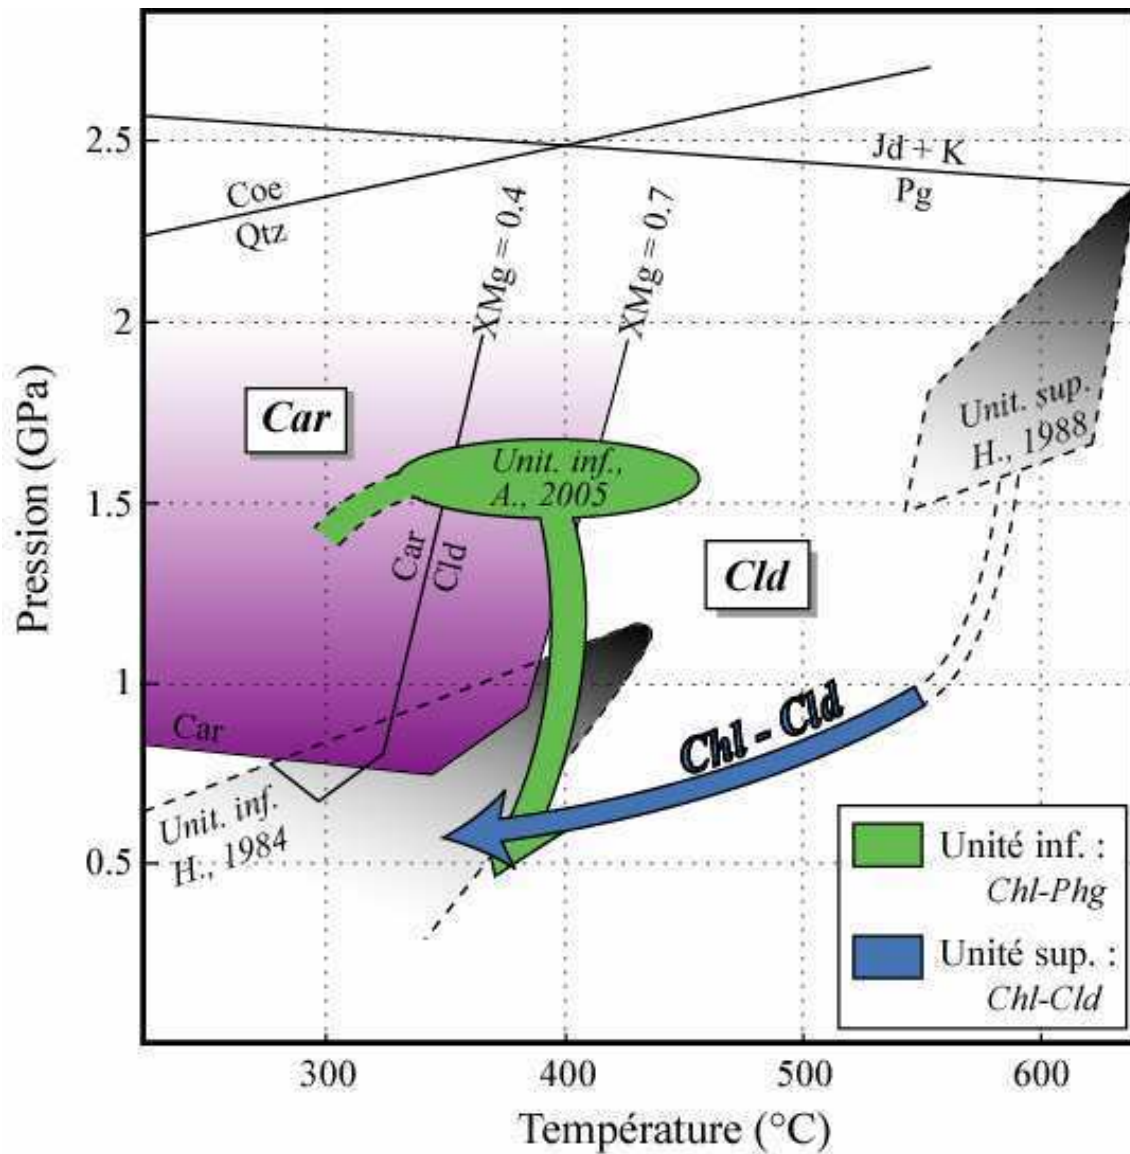 2.5
2
1.5
1
0.5
Pression (GPa)
300
400
500
600
Température (°C)
Coe
Qtz
Jd + K
Pg
XMg = 0.4
XMg = 0.7
Car
Unit. inf.,
A., 2005
Unit. sup.
H., 1988
Car
Cld
Cld
Car
Chl - Cld
Unit. inf.
H., 1984
Unité inf. :
Chl-Phg
Unité sup. :
Chl-Cld